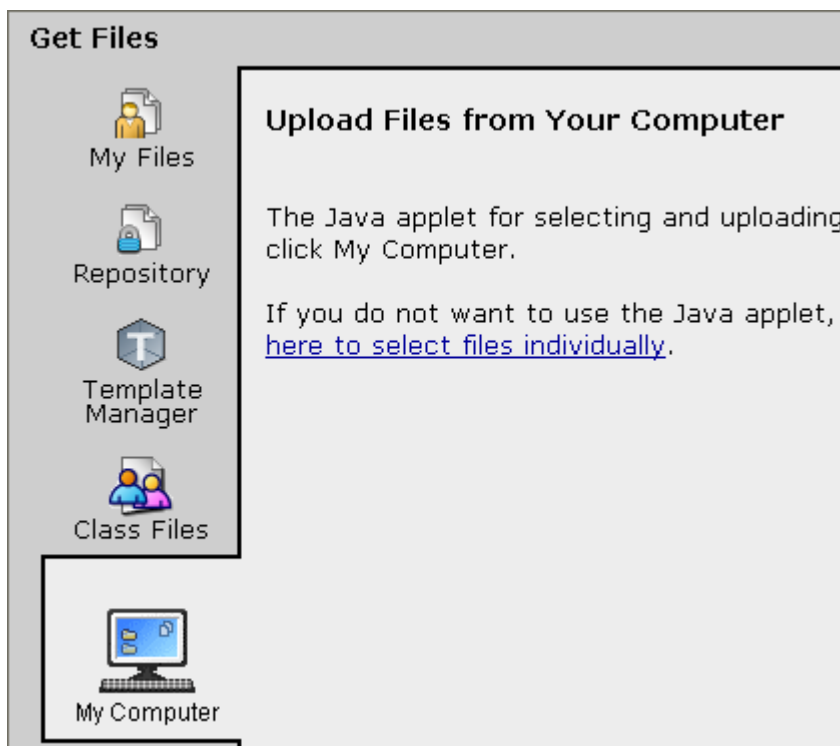 Get Files
My Files
Repository
Template
Manager
Class Files
My Computer
Upload Files from Your Computer
The Java applet for selecting and uploading
click My Computer.
If you do not want to use the Java applet,
here to select files individually.